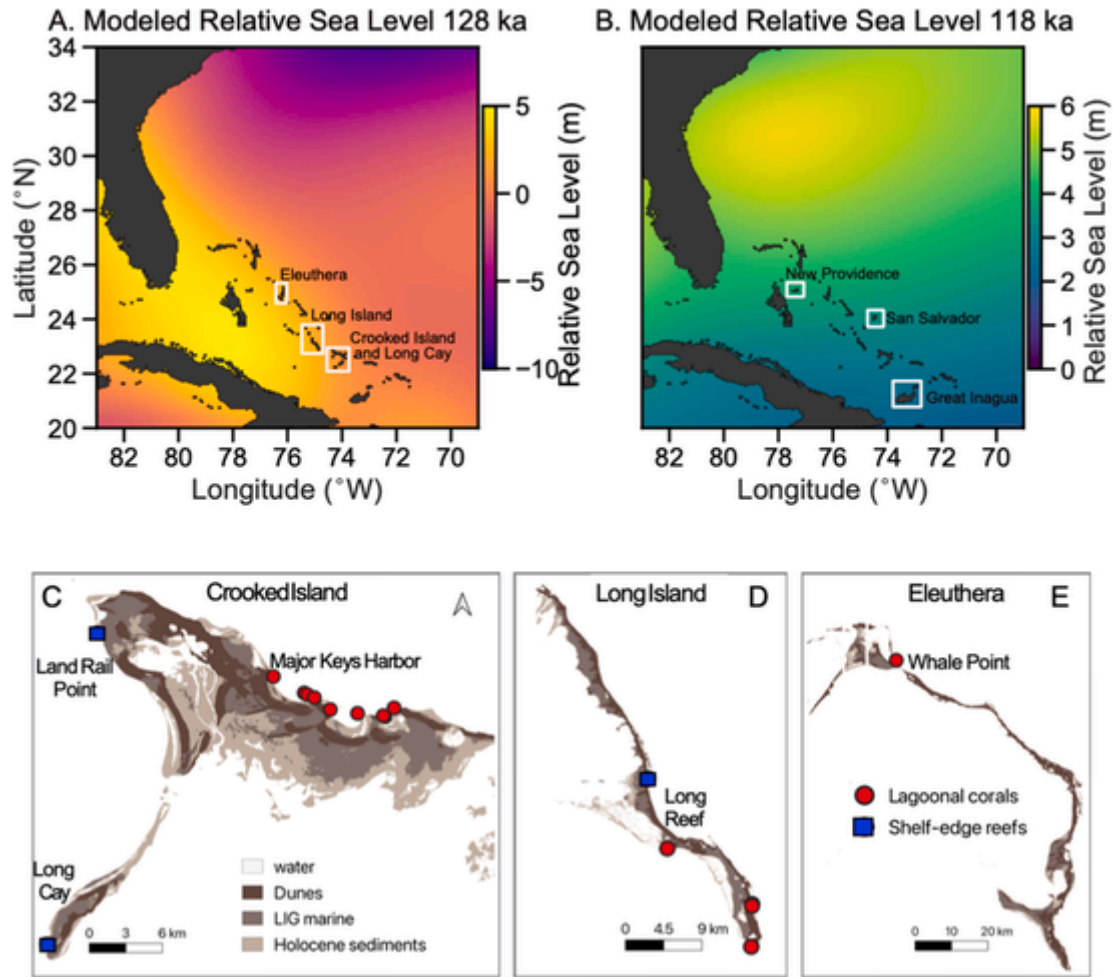 A. Modeled Relative Sea Level 128 ka
34
32
30
28
26
24
22
20
Latitude (°N)
82 80 78 76 74 72 70
Longitude (°W)
Eleuthera
Long Island
Crooked Island
and Long Cay
5
0
−5
−10
Relative Sea Level (m)
B. Modeled Relative Sea Level 118 ka
New Providence
San Salvador
Great Inagua
82 80 78 76 74 72 70
Longitude (°W)
6
5
4
3
2
1
0
Relative Sea Level (m)
C
Crooked Island
Land Rail
Point
Major Keys Harbor
Long
Cay
water
Dunes
LIG marine
Holocene sediments
0 3 6 km
Long Island
D
Long
Reef
0 4.5 9 km
Eleuthera
E
Whale Point
Lagoonal corals
Shelf-edge reefs
0 10 20 km